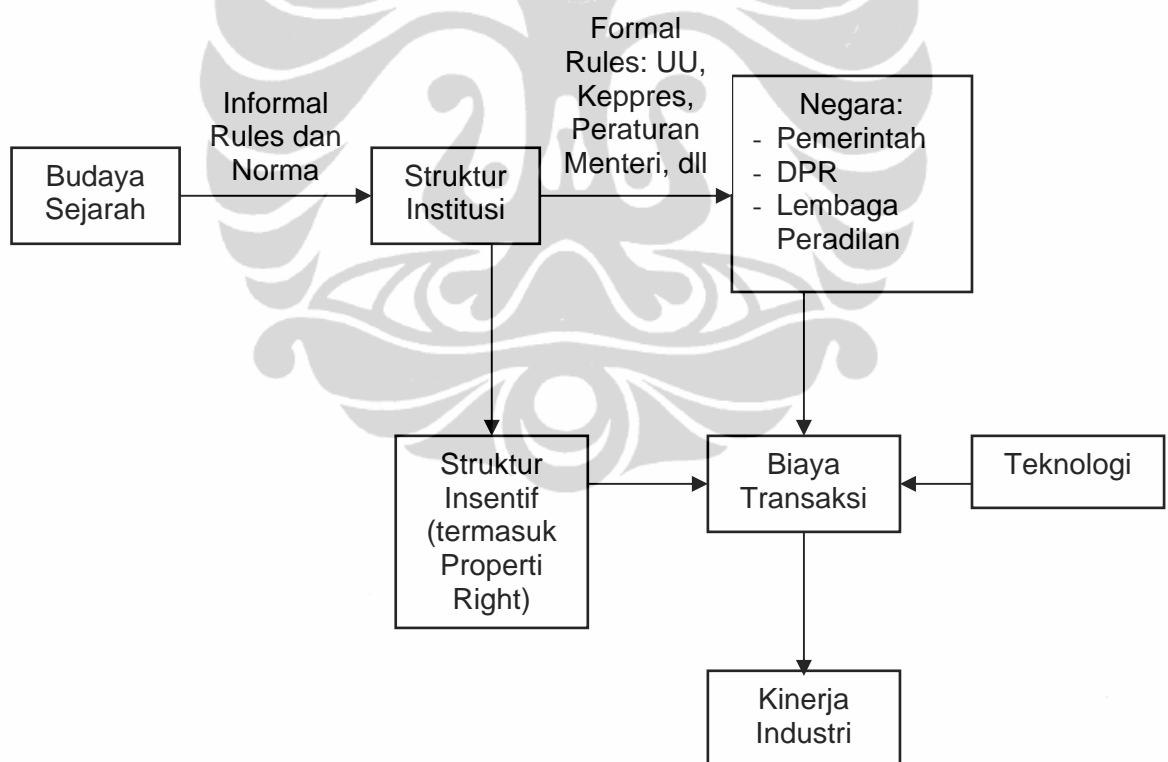 Formal
Rules: UU,
Keppres,
Peraturan
Menteri, dll
Informal
Rules dan
Norma
Budaya
Sejarah
Struktur
Institusi
Negara:
- Pemerintah
- DPR
- Lembaga
Peradilan
Struktur
Insentif
(termasuk
Properti
Right)
Biaya
Transaksi
Teknologi
Kinerja
Industri